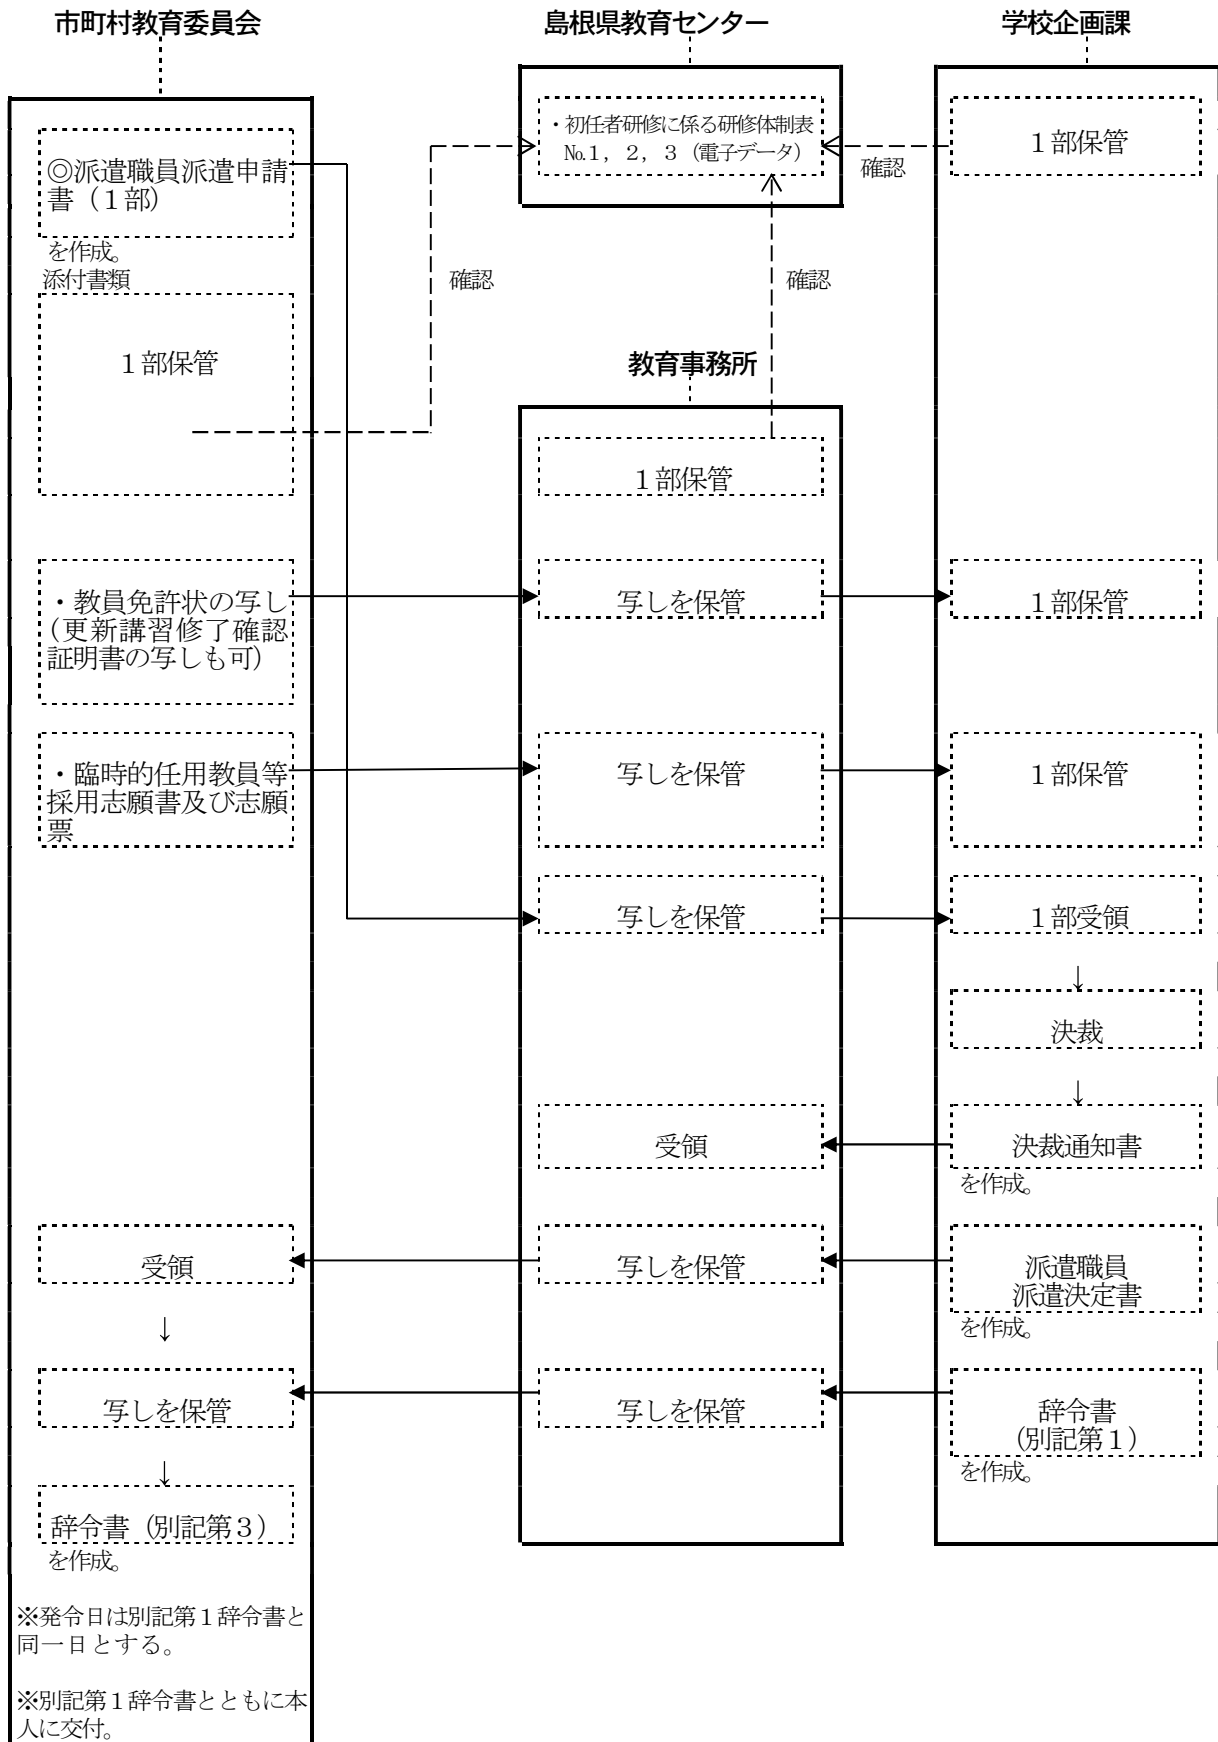 市町村教育委員会
島根県教育センター
学校企画課
・初任者研修に係る研修体制表
№1，2，3（電子データ）
１部保管
確認
◎派遣職員派遣申請
書（１部）
を作成。
添付書類
確認
確認
１部保管
教育事務所
１部保管
・教員免許状の写し
（更新講習修了確認
証明書の写しも可）
写しを保管
１部保管
・臨時的任用教員等
採用志願書及び志願
票
写しを保管
１部保管
写しを保管
１部受領
↓
決裁
↓
受領
決裁通知書
を作成。
受領
写しを保管
派遣職員
派遣決定書
を作成。
↓
写しを保管
写しを保管
辞令書
（別記第１）
を作成。
↓
辞令書（別記第３）
を作成。
※発令日は別記第１辞令書と
同一日とする。
※別記第１辞令書とともに本
人に交付。